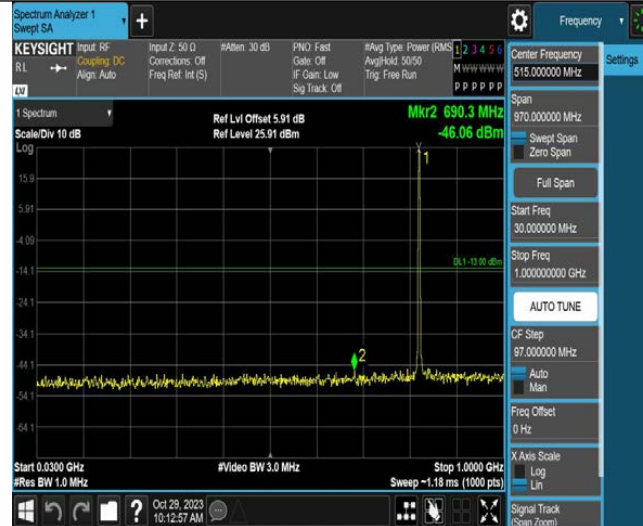 Spectrum Analyzer 1
Swept SA
+
Frequency
KEYSIGHT
RL
LXI
Input: RF
Coupling: DC
Align: Auto
Input Z: 50 Ω
Corrections: Off
Freq Ref: Int (S)
#Atten: 30 dB
PNO: Fast
Gate: Off
IF Gain: Low
Sig Track: Off
#Avg Type: Power (RMS
Avg|Hold: 50/50
Trig: Free Run
1 2 3 4 5 6
M W W W W W
P P P P P P
Center Frequency
515.000000 MHz
Settings
1 Spectrum
Scale/Div 10 dB
Ref Lvl Offset 5.91 dB
Ref Level 25.91 dBm
Mkr2 690.3 MHz
-46.06 dBm
Span
970.000000 MHz
Swept Span
Zero Span
Full Span
Start Freq
30.000000 MHz
Stop Freq
1.000000000 GHz
AUTO TUNE
CF Step
97.000000 MHz
Auto
Man
Freq Offset
0 Hz
X Axis Scale
Log
Lin
Signal Track
(Span Zoom)
Log
15.9
5.91
-4.09
-14.1
-24.1
-34.1
-44.1
-54.1
-64.1
1
DL1 -13.00 dBm
2
Start 0.0300 GHz
#Video BW 3.0 MHz
Stop 1.0000 GHz
#Res BW 1.0 MHz
Sweep ~1.18 ms (1000 pts)
?
Oct 29, 2023
10:12:57 AM